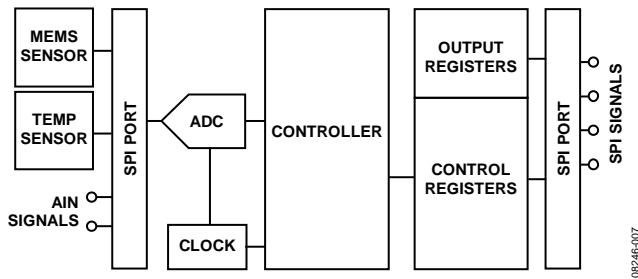 MEMS
SENSOR
TEMP
SENSOR
AIN
SIGNALS
SPI PORT
ADC
CLOCK
CONTROLLER
OUTPUT
REGISTERS
CONTROL
REGISTERS
SPI PORT
SPI SIGNALS
08246-007